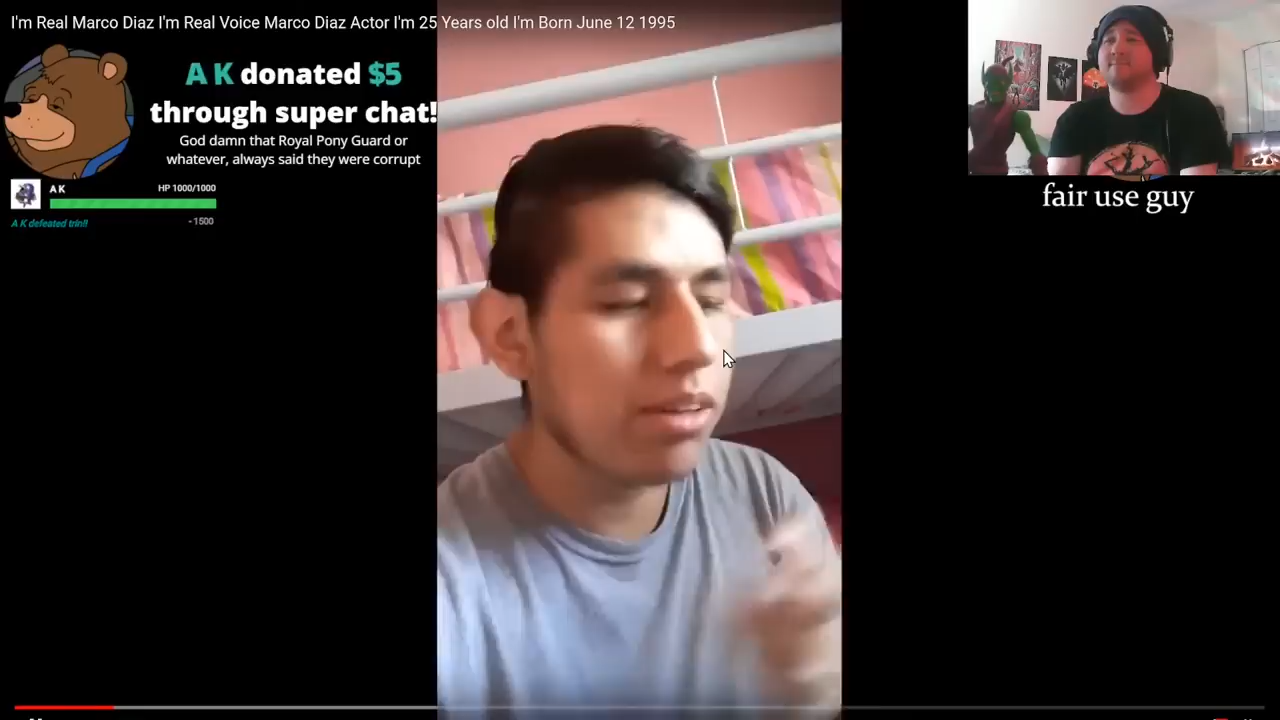 I'm Real Marco Diaz I'm Real Voice Marco Diaz Actor I'm 25 Years old I'm Born June 12 1995
A K donated $5
through super chat!
God damn that Royal Pony Guard or
whatever, always said they were corrupt
A K HP 1000/1000
A K defeated trin!! - 1500
fair use guy